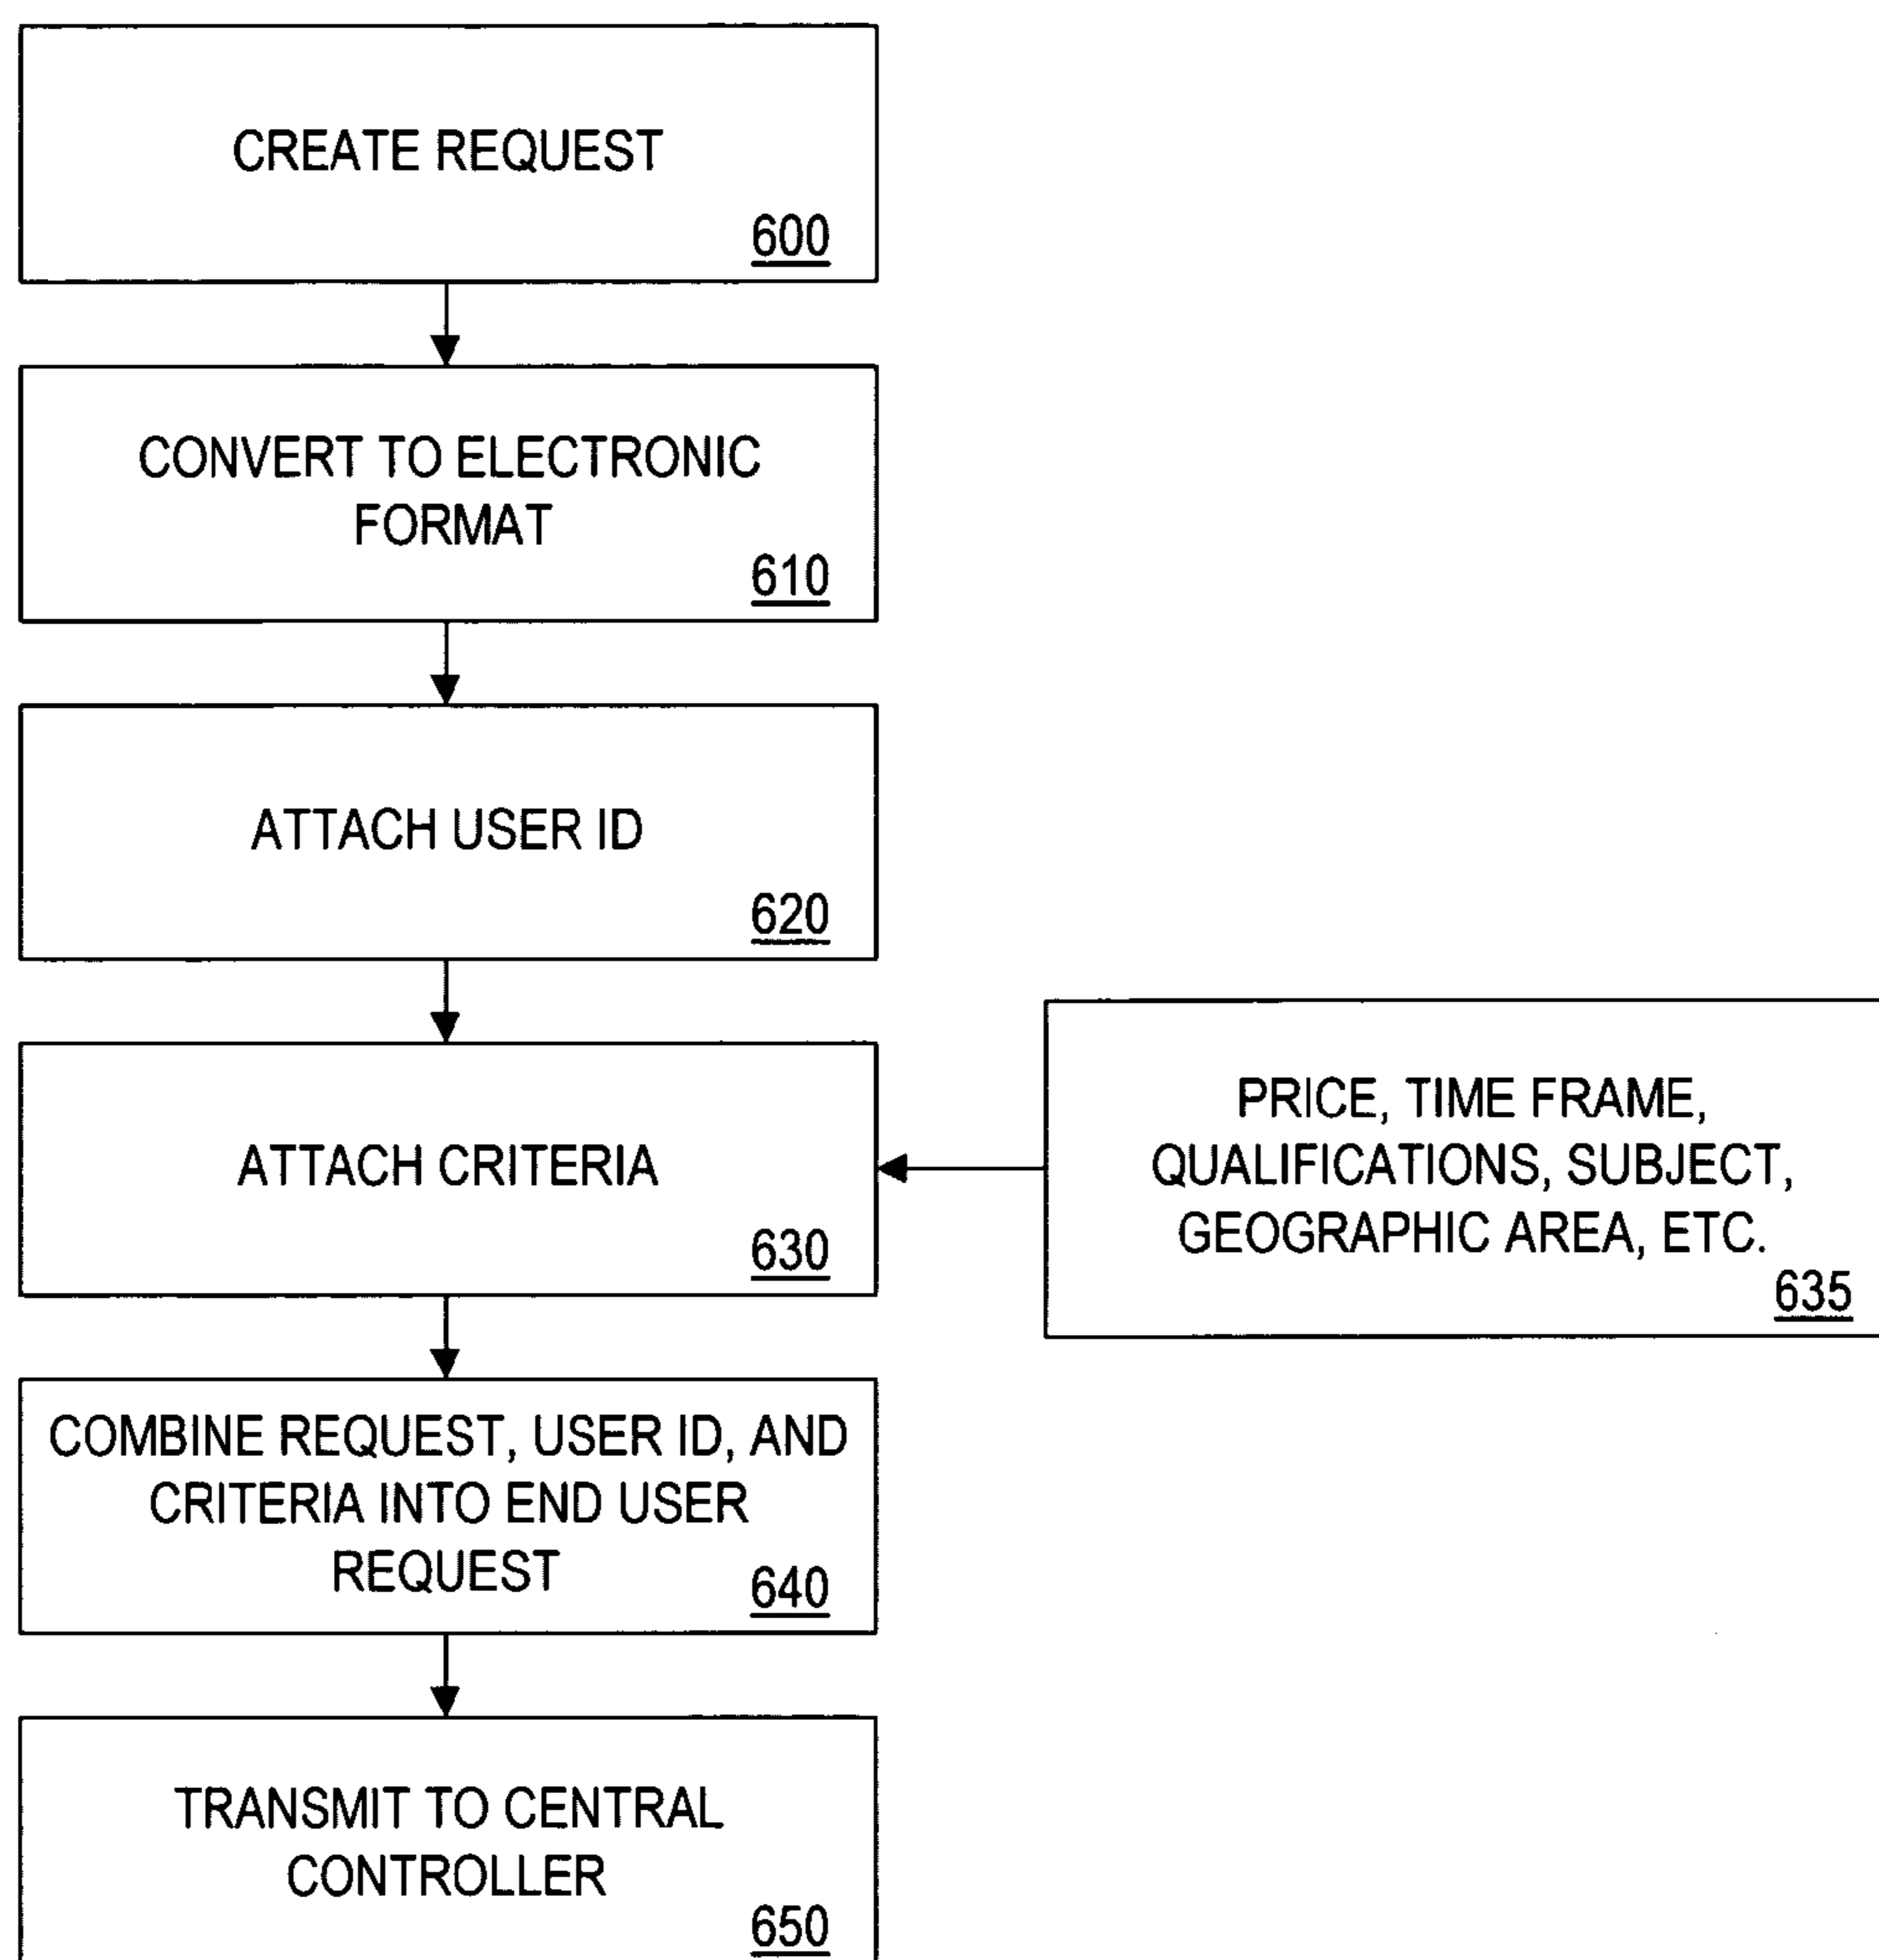 CREATE REQUEST
600
CONVERT TO ELECTRONIC
FORMAT
610
ATTACH USER ID
620
ATTACH CRITERIA
630
PRICE, TIME FRAME,
QUALIFICATIONS, SUBJECT,
GEOGRAPHIC AREA, ETC.
635
COMBINE REQUEST, USER ID, AND
CRITERIA INTO END USER
REQUEST
640
TRANSMIT TO CENTRAL
CONTROLLER
650